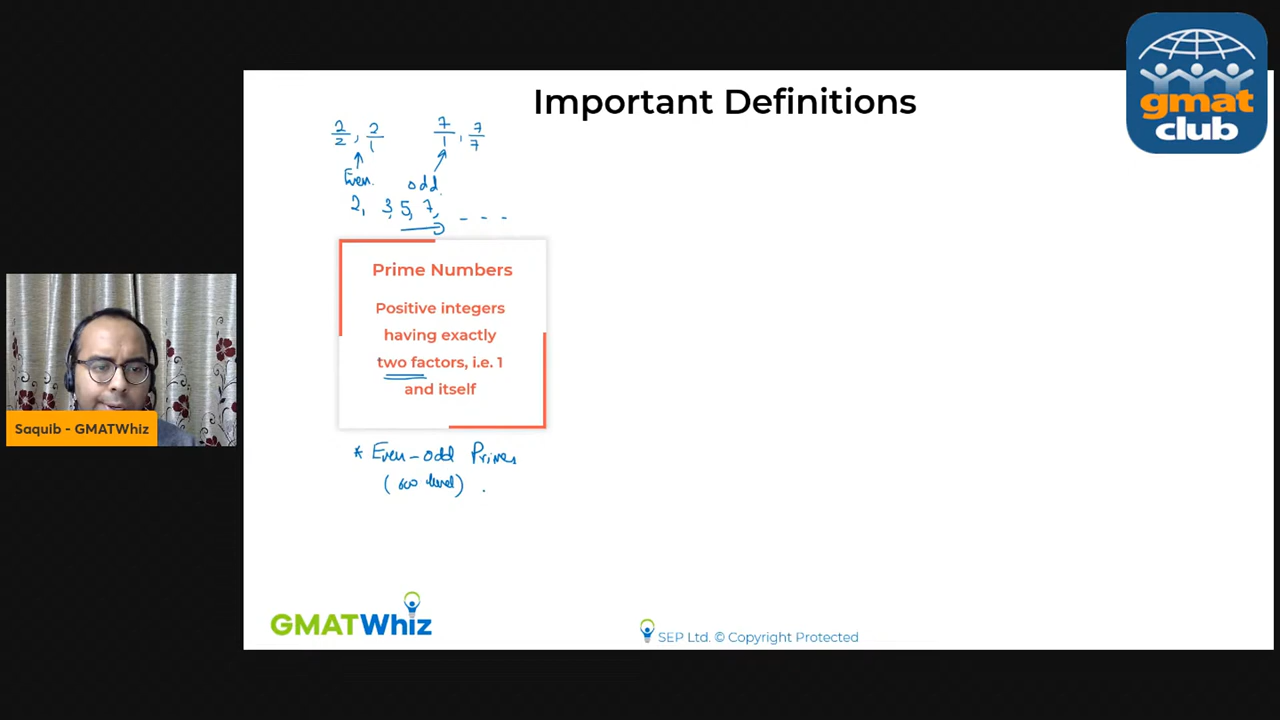 Important Definitions
gmat
club
2/2, 2/1 7/1, 7/7
Even. odd.
2, 3, 5, 7, - - -
Prime Numbers
Positive integers
having exactly
two factors, i.e. 1
and itself
Saquib - GMATWhiz
* Even-odd Primes
(600 level)
GMATWhiz
SEP Ltd. © Copyright Protected